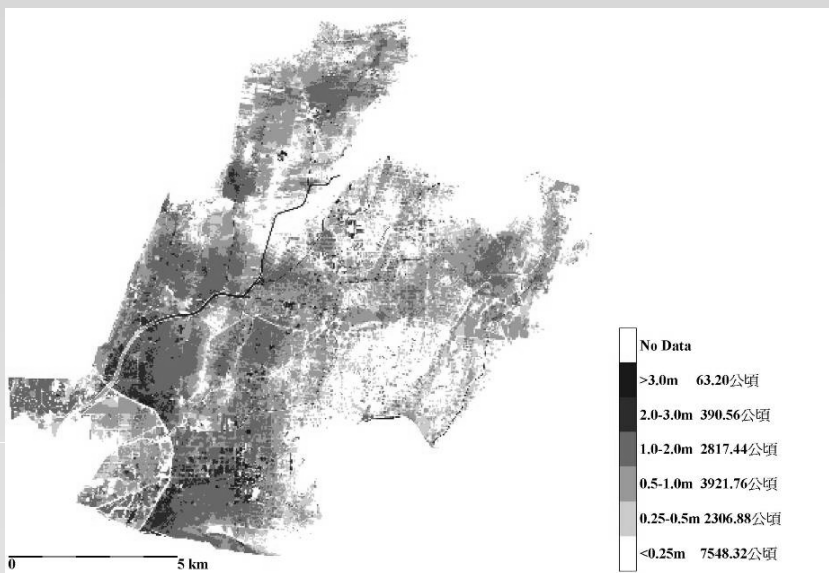 No Data
>3.0m 63.20公頃
2.0-3.0m 390.56公頃
1.0-2.0m 2817.44公頃
0.5-1.0m 3921.76公頃
0.25-0.5m 2306.88公頃
<0.25m 7548.32公頃
0 5 km